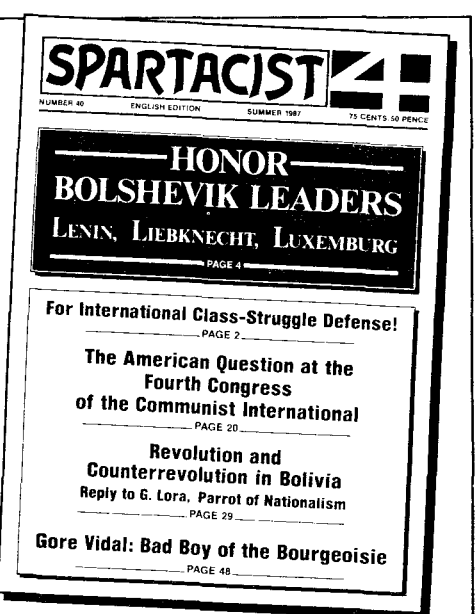 SPARTACIST
NUMBER 40 ENGLISH EDITION SUMMER 1987 75 CENTS/50 PENCE
HONOR
BOLSHEVIK LEADERS
LENIN, LIEBKNECHT, LUXEMBURG
PAGE 4
For International Class-Struggle Defense!
PAGE 2
The American Question at the
Fourth Congress
of the Communist International
PAGE 20
Revolution and
Counterrevolution in Bolivia
Reply to G. Lora, Parrot of Nationalism
PAGE 29
Gore Vidal: Bad Boy of the Bourgeoisie
PAGE 48